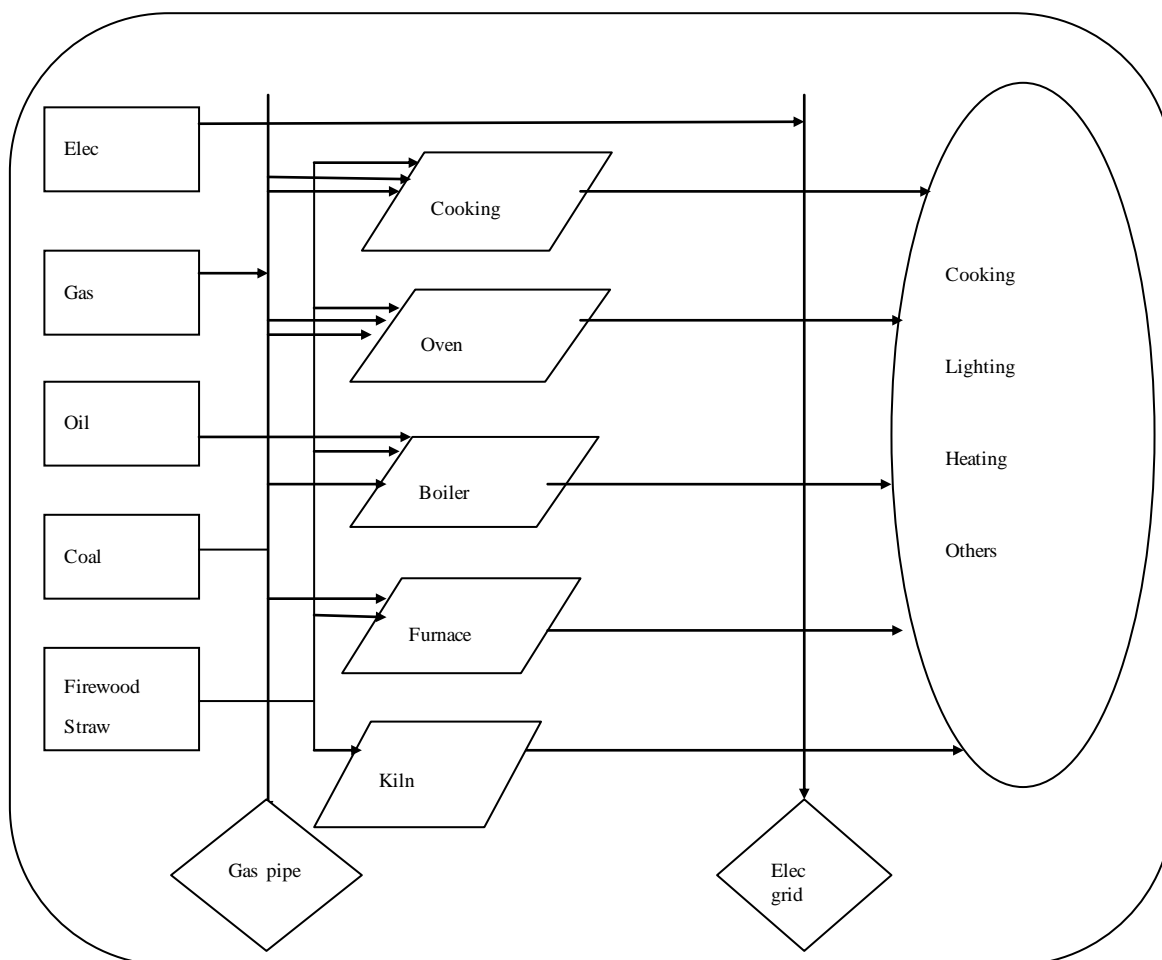 Elec
Gas
Oil
Coal
Firewood
Straw
Cooking
Oven
Boiler
Furnace
Kiln
Cooking
Lighting
Heating
Others
Gas pipe
Elec
grid